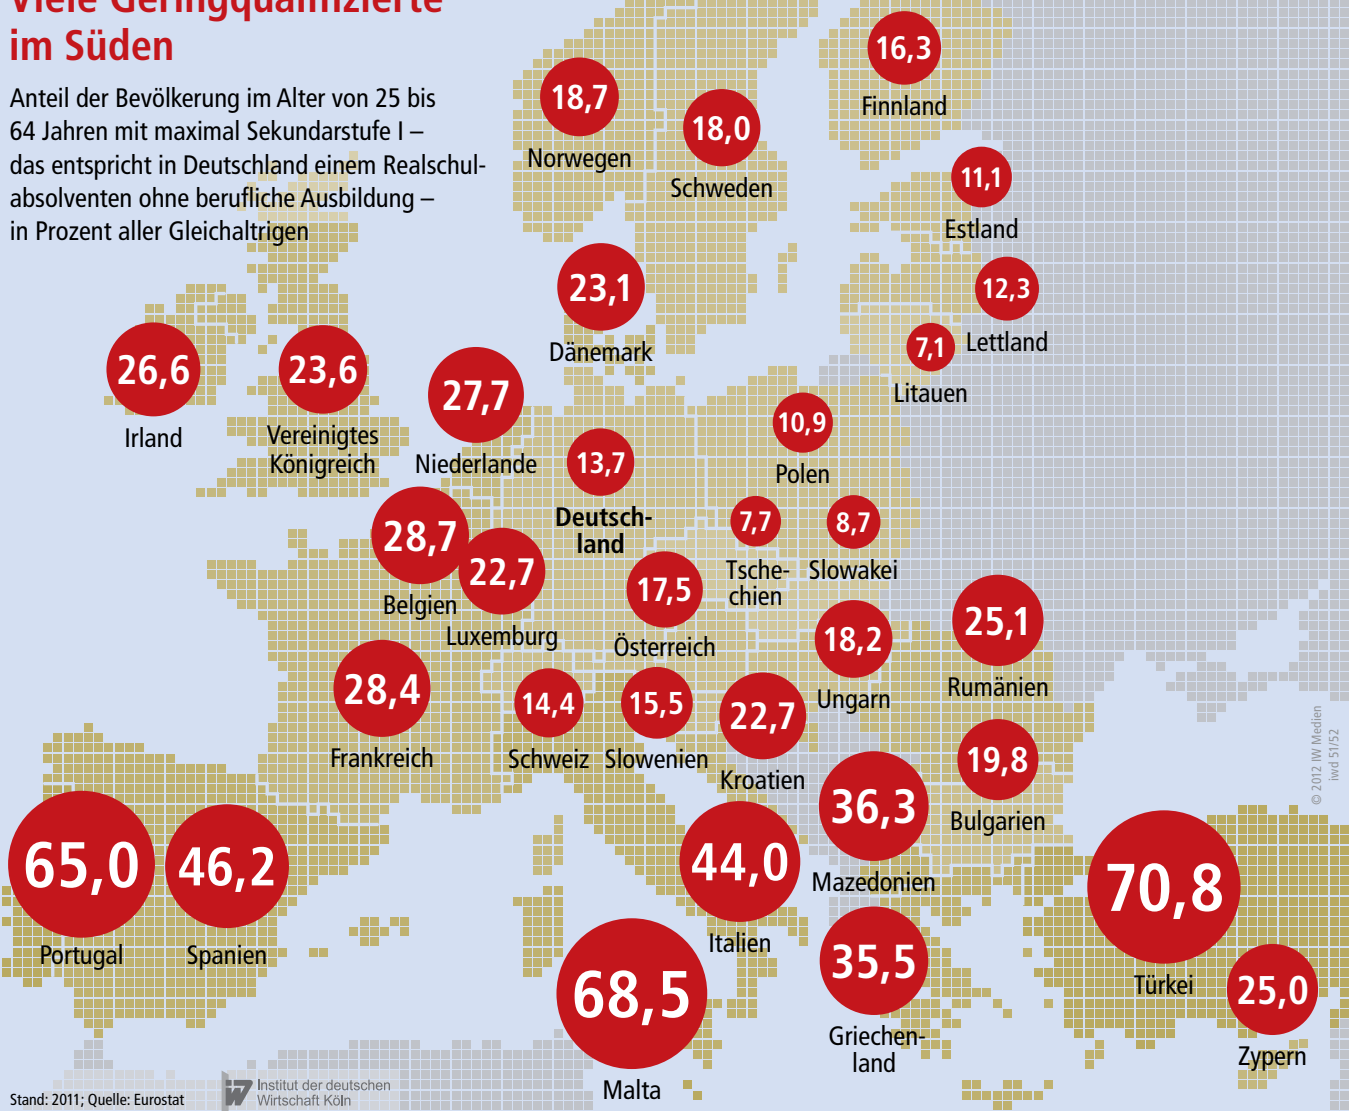 Viele Geringqualifizierte
im Süden
Anteil der Bevölkerung im Alter von 25 bis
64 Jahren mit maximal Sekundarstufe I –
das entspricht in Deutschland einem Realschul-
absolventen ohne berufliche Ausbildung –
in Prozent aller Gleichaltrigen
16,3
Finnland
18,7
Norwegen
18,0
Schweden
11,1
Estland
23,1
Dänemark
12,3
Lettland
7,1
Litauen
26,6
Irland
23,6
Vereinigtes
Königreich
27,7
Niederlande
13,7
Deutsch-
land
10,9
Polen
28,7
Belgien
22,7
Luxemburg
7,7
Tsche-
chien
8,7
Slowakei
17,5
Österreich
18,2
Ungarn
25,1
Rumänien
28,4
Frankreich
14,4
Schweiz
15,5
Slowenien
22,7
Kroatien
19,8
Bulgarien
36,3
Mazedonien
65,0
Portugal
46,2
Spanien
44,0
Italien
70,8
Türkei
68,5
Malta
35,5
Griechen-
land
25,0
Zypern
© 2012 IW Medien
iwd 51/52
Stand: 2011; Quelle: Eurostat
iW
Institut der deutschen
Wirtschaft Köln